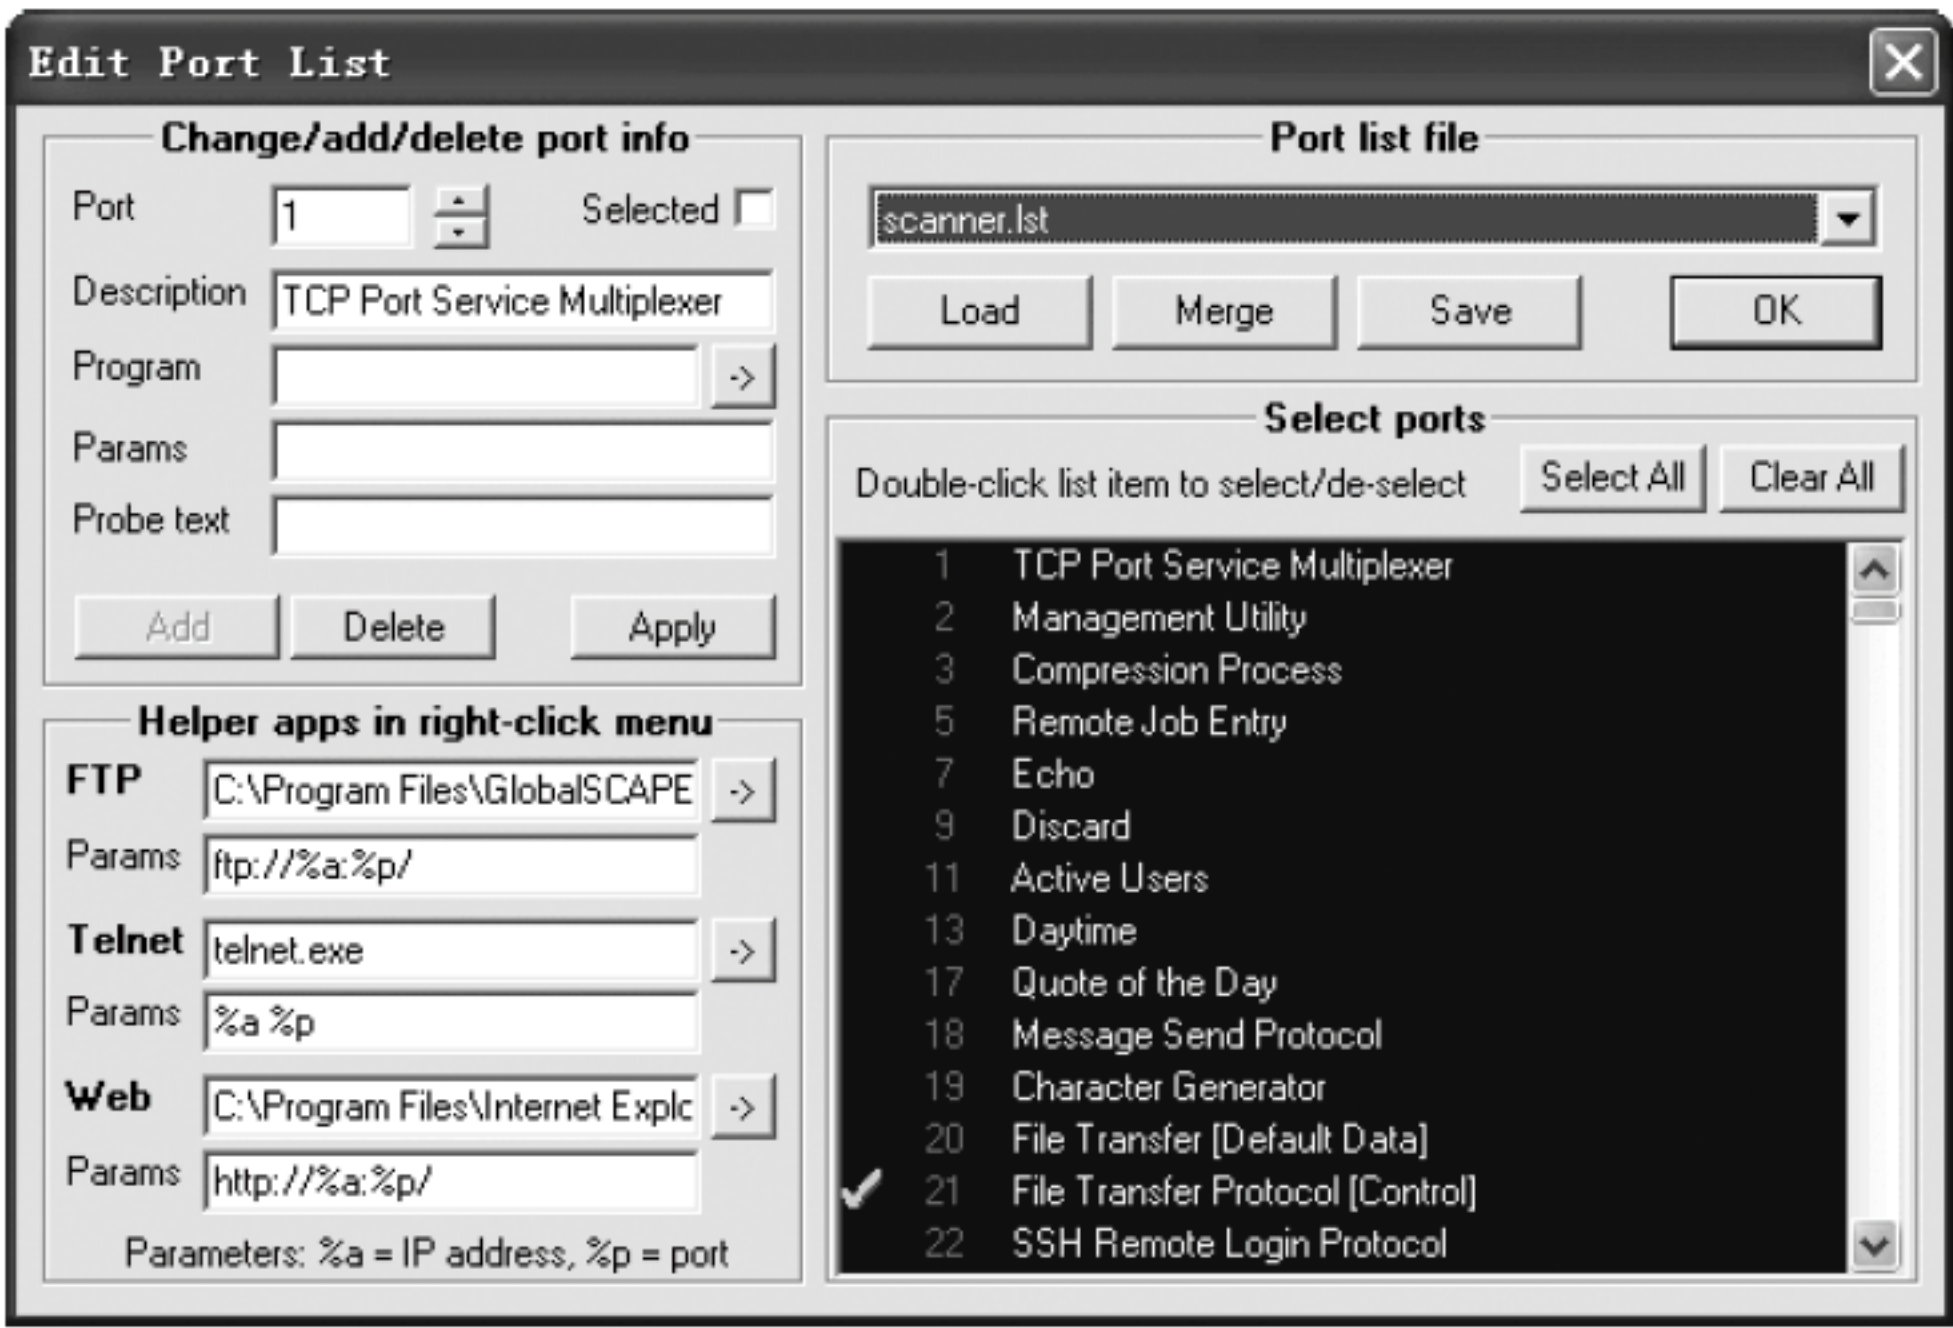 Edit Port List
Change/add/delete port info
Port 1 Selected
Description TCP Port Service Multiplexer
Program ->
Params
Probe text
Add Delete Apply
Helper apps in right-click menu
FTP C:\Program Files\GlobalSCAPE ->
Params ftp://%a:%p/
Telnet telnet.exe ->
Params %a %p
Web C:\Program Files\Internet Explc ->
Params http://%a:%p/
Parameters: %a = IP address, %p = port
Port list file
scanner.lst
Load Merge Save OK
Select ports
Double-click list item to select/de-select Select All Clear All
1 TCP Port Service Multiplexer
2 Management Utility
3 Compression Process
5 Remote Job Entry
7 Echo
9 Discard
11 Active Users
13 Daytime
17 Quote of the Day
18 Message Send Protocol
19 Character Generator
20 File Transfer [Default Data]
21 File Transfer Protocol [Control]
22 SSH Remote Login Protocol